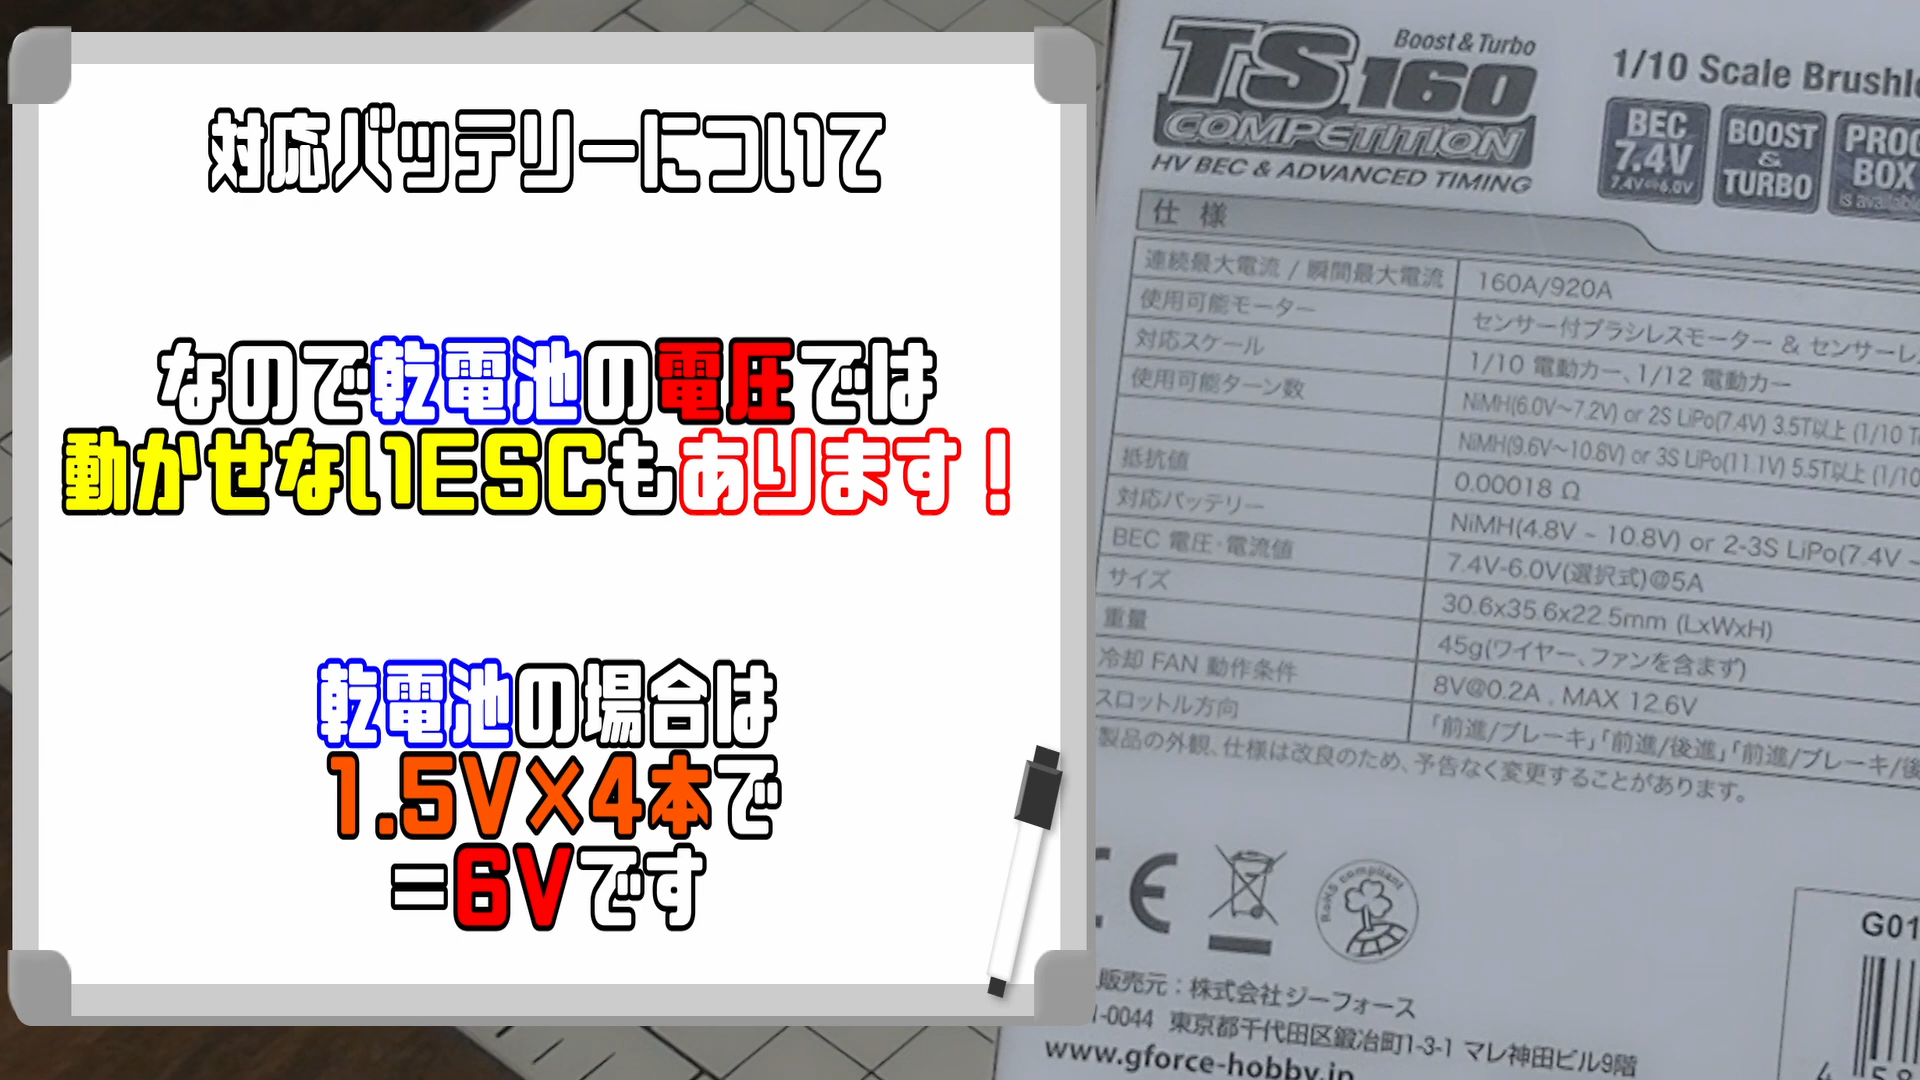 対応バッテリーについて
なので乾電池の電圧では
動かせないESCもあります！
乾電池の場合は
1.5V×4本で
=6Vです
Boost & Turbo
TS160
COMPETITION
HV BEC & ADVANCED TIMING
1/10 Scale
BEC
7.4V
7.4V⇔6.0V
BOOST
&
TURBO
BOX
is
仕様
連続最大電流 / 瞬間最大電流 160A/920A
使用可能モーター センサー付ブラシレスモーター &
対応スケール 1/10 電動カー、1/12 電動カー
使用可能ターン数 NiMH(6.0V～7.2V) or 2S LiPo(7.4V) 3.5T以上 (1/10
NiMH(9.6V～10.8V) or 3S LiPo(11.1V) 5.5T以上
抵抗値 0.00018 Ω
対応バッテリー NiMH(4.8V ~ 10.8V) or 2-3S LiPo(7.4V ~
BEC 電圧・電流値 7.4V-6.0V(選択式)@5A
サイズ 30.6x35.6x22.5mm (LxWxH)
重量 45g(ワイヤー、ファンを含まず)
冷却 FAN 動作条件 8V@0.2A , MAX 12.6V
スロットル方向 「前進/ブレーキ」「前進/後進」「前進/ブレーキ/後
製品の外観、仕様は改良のため、予告なく変更することがあります。
CE
RoHS compliant
販売元：株式会社ジーフォース
1-0044 東京都千代田区鍛冶町1-3-1 マレ神田ビル9階
www.gforce-hobby.jp
G01
4 58